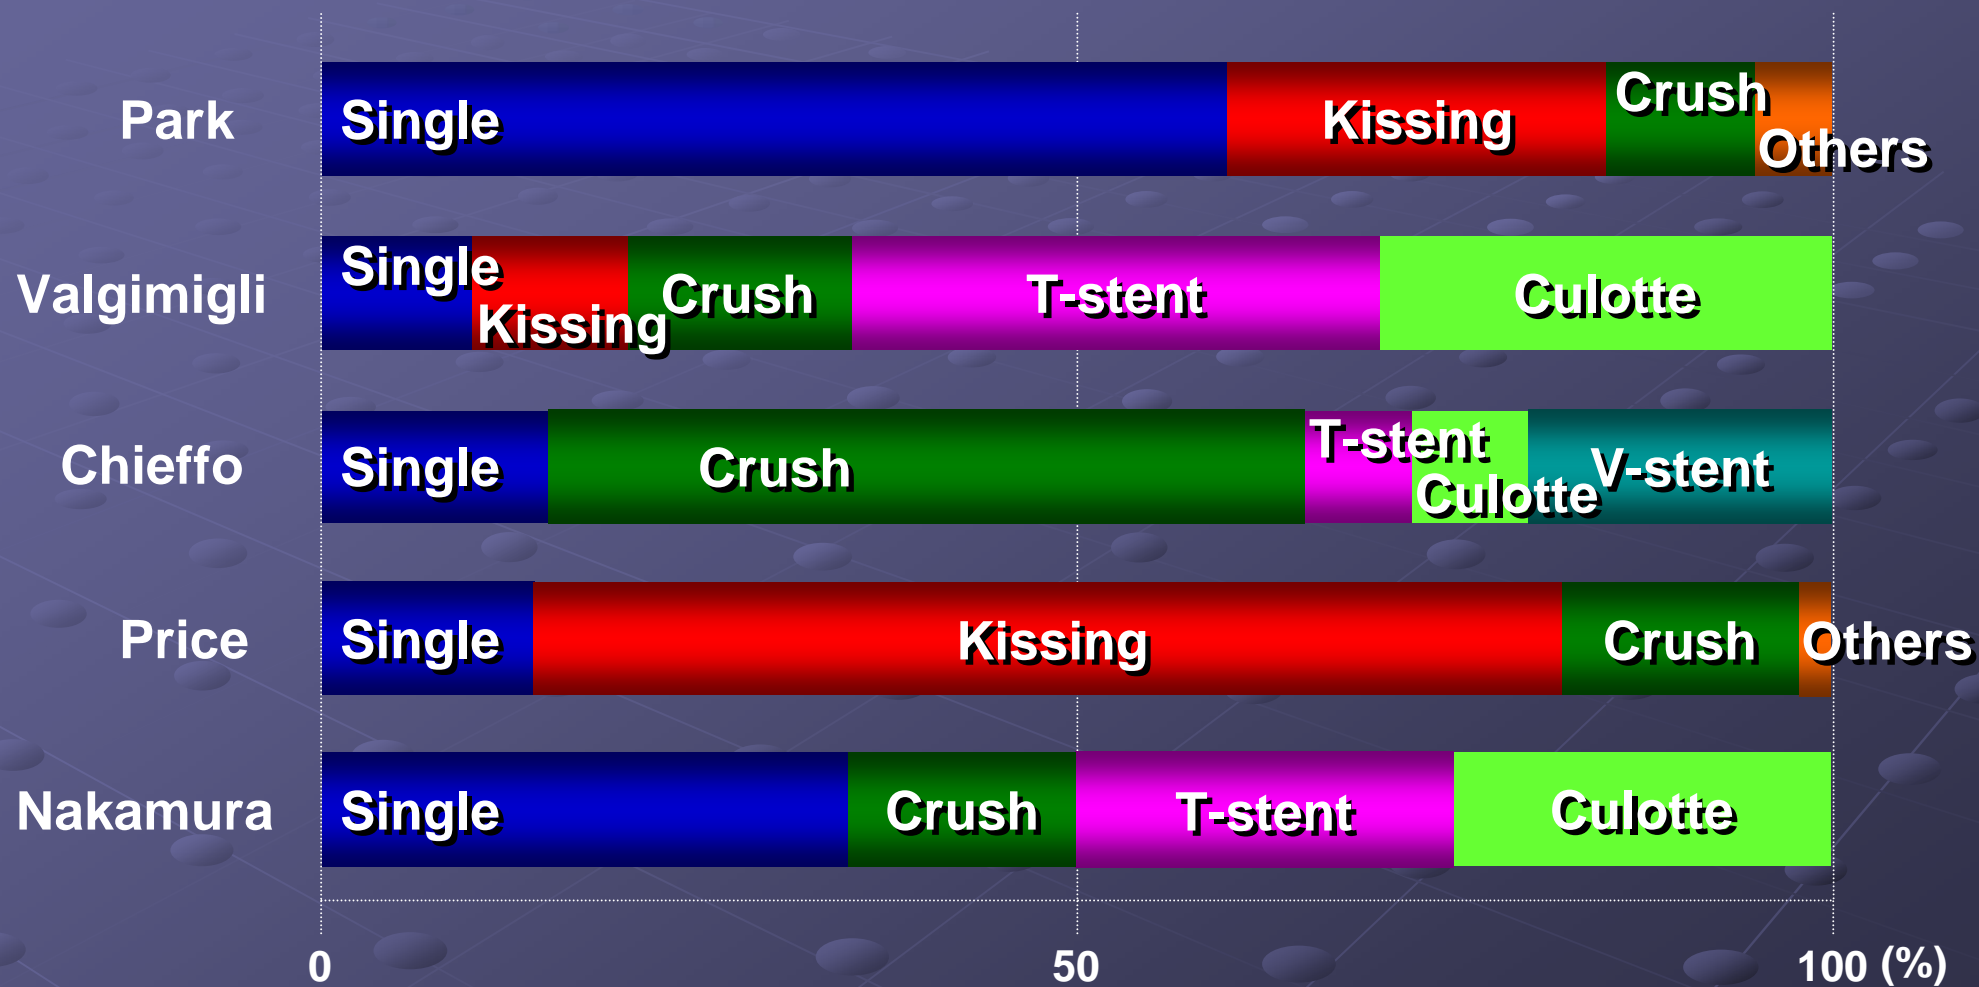 Park Single Kissing Crush Others
Valgimigli Single Kissing Crush T-stent Culotte
Chieffo Single Crush T-stent Culotte V-stent
Price Single Kissing Crush Others
Nakamura Single Crush T-stent Culotte
0 50 100 (%)